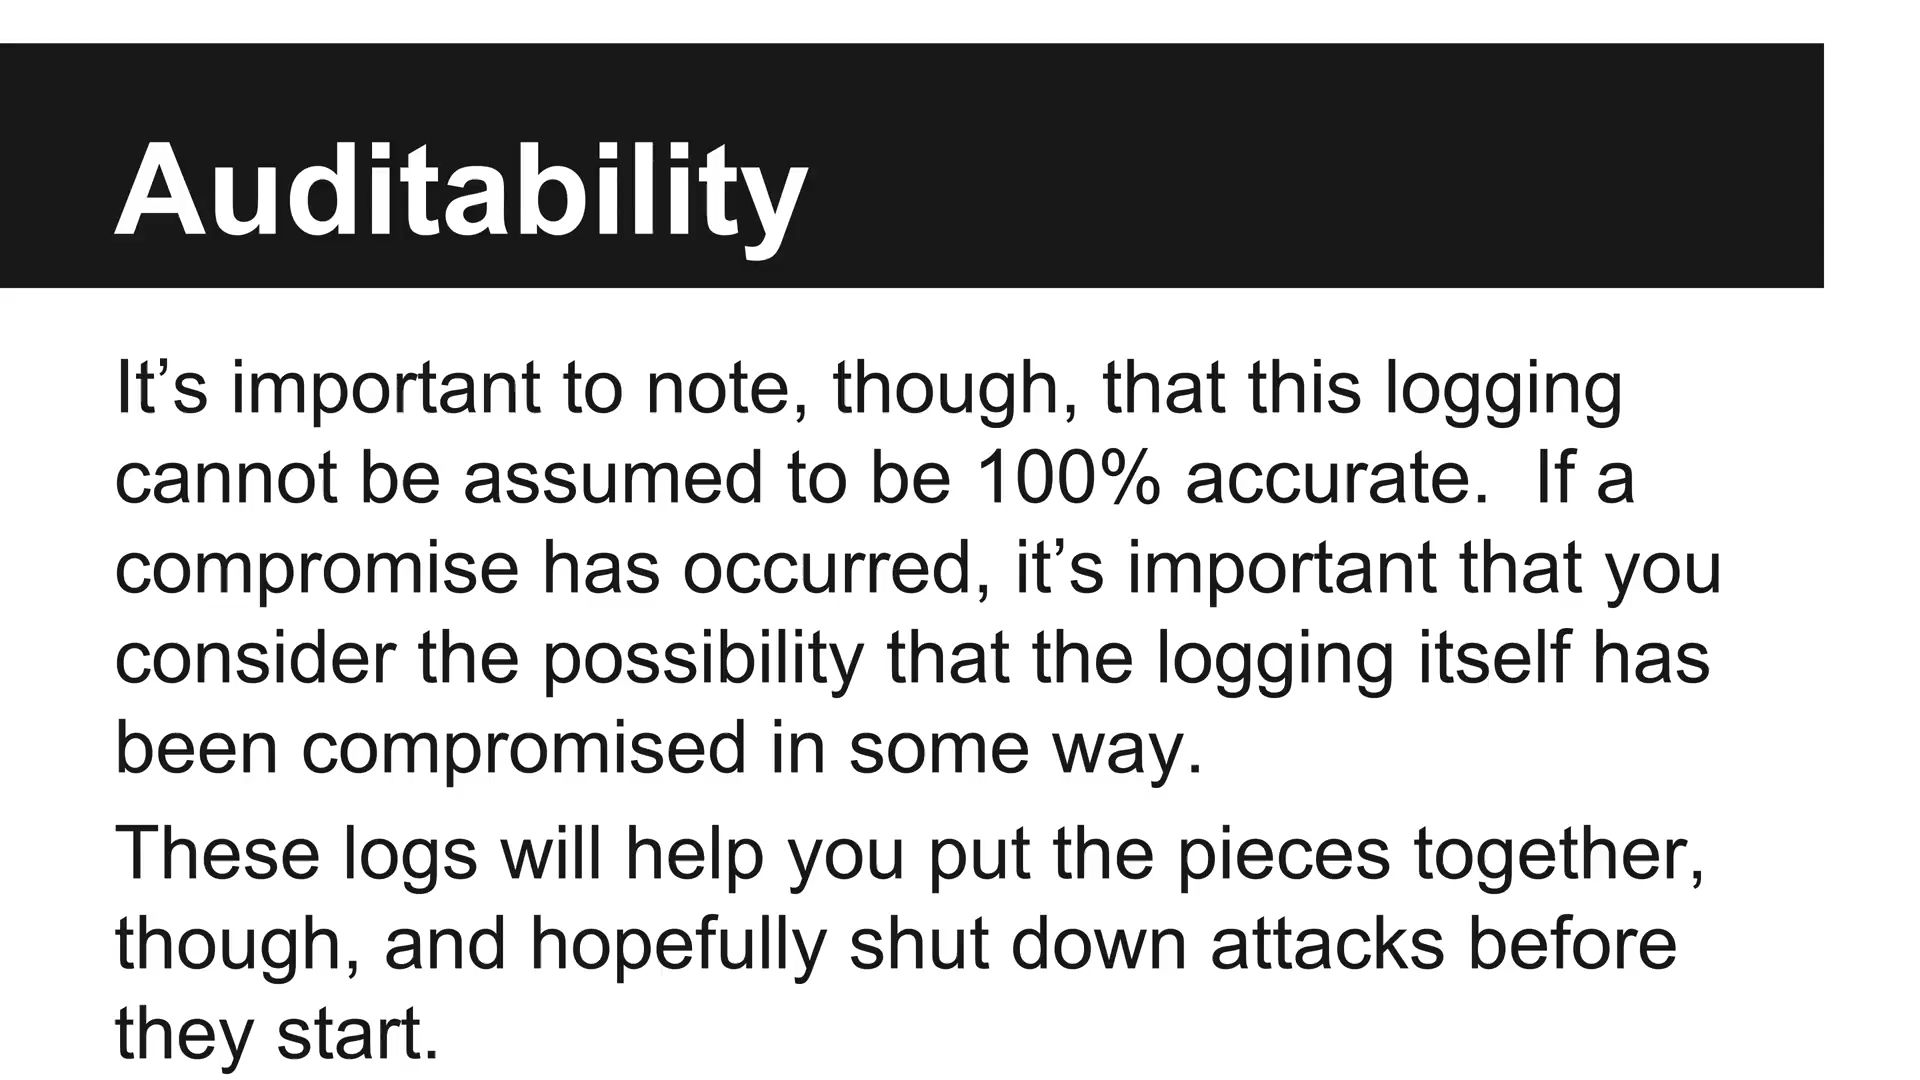 Auditability
It’s important to note, though, that this logging
cannot be assumed to be 100% accurate.  If a
compromise has occurred, it’s important that you
consider the possibility that the logging itself has
been compromised in some way.
These logs will help you put the pieces together,
though, and hopefully shut down attacks before
they start.